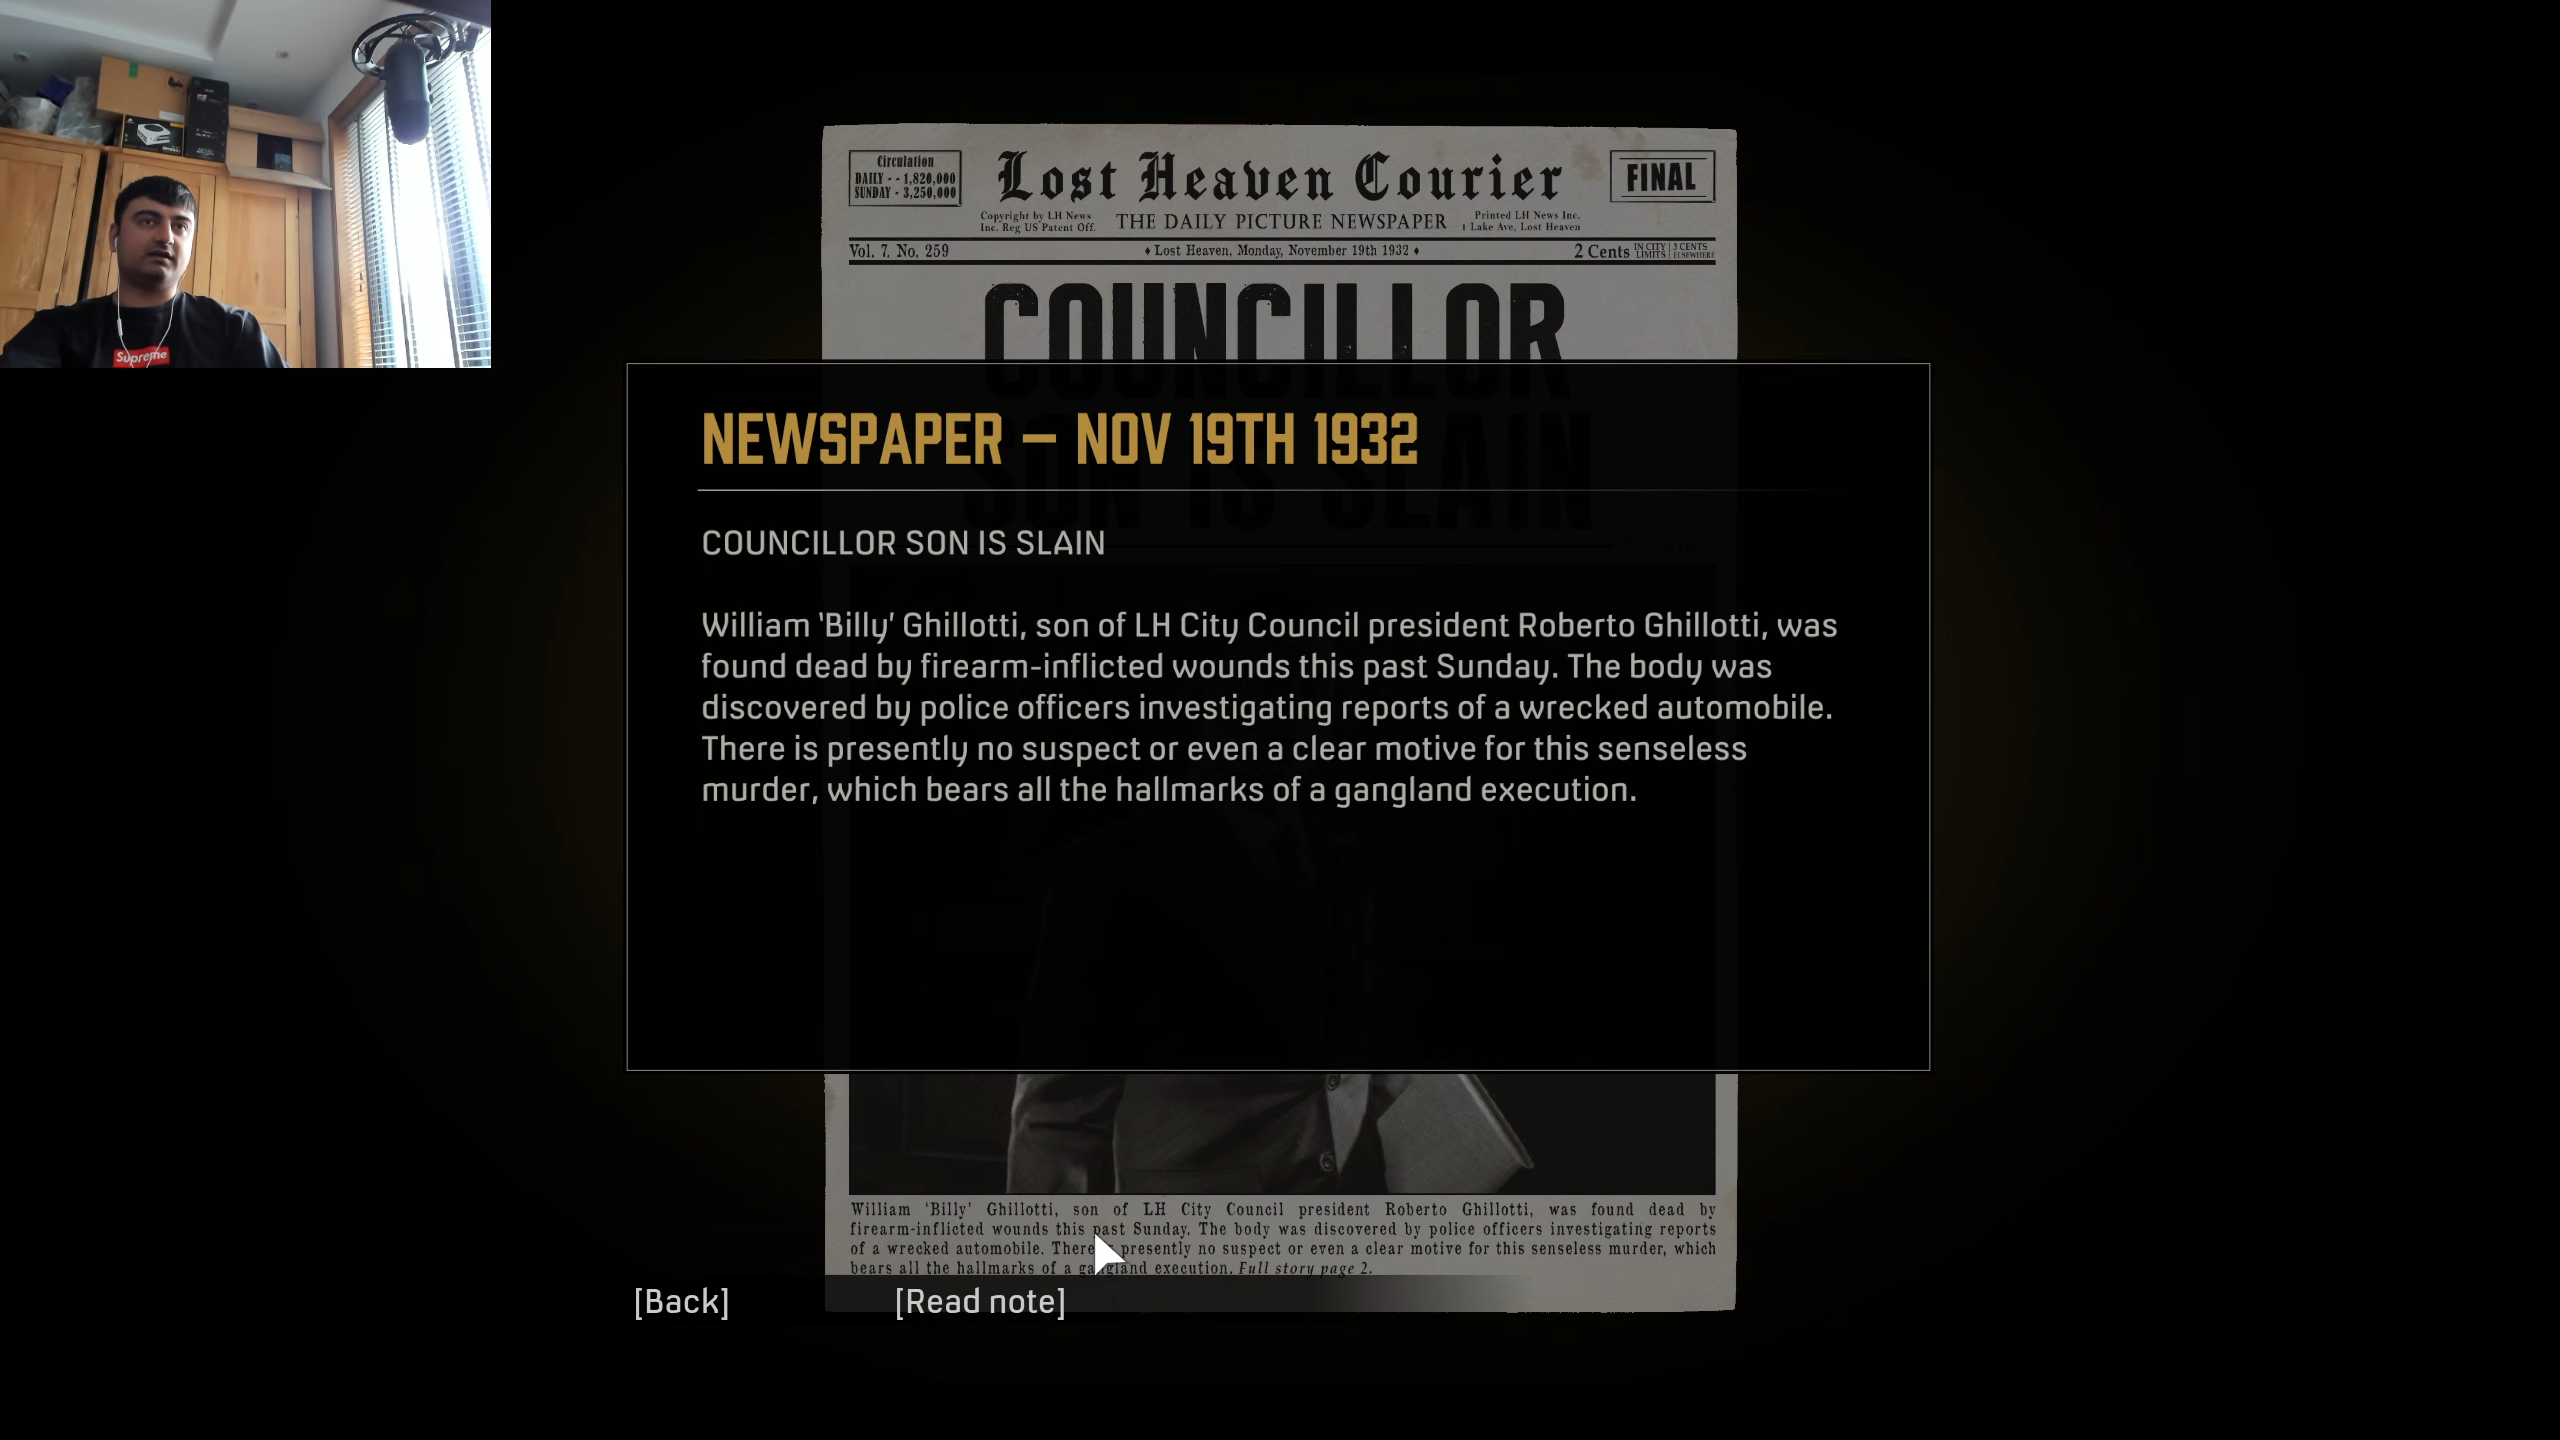 Supreme
Circulation
DAILY - - 1,820,000
SUNDAY - 3,250,000
Lost Heaven Courier
FINAL
Copyright by LH News
Inc. Reg US Patent Off.
THE DAILY PICTURE NEWSPAPER
Printed LH News Inc.
1 Lake Ave, Lost Heaven
Vol. 7, No. 259
♦ Lost Heaven, Monday, November 19th 1932 ♦
2 Cents IN CITY LIMITS 3 CENTS ELSEWHERE
COUNCILLOR
SON IS SLAIN
NEWSPAPER – NOV 19TH 1932
COUNCILLOR SON IS SLAIN
William ‘Billy’ Ghillotti, son of LH City Council president Roberto Ghillotti, was
found dead by firearm-inflicted wounds this past Sunday. The body was
discovered by police officers investigating reports of a wrecked automobile.
There is presently no suspect or even a clear motive for this senseless
murder, which bears all the hallmarks of a gangland execution.
William ‘Billy’ Ghillotti, son of LH City Council president Roberto Ghillotti, was found dead by
firearm-inflicted wounds this past Sunday. The body was discovered by police officers investigating reports
of a wrecked automobile. There presently no suspect or even a clear motive for this senseless murder, which
bears all the hallmarks of a gangland execution. Full story page 2.
[Back]
[Read note]